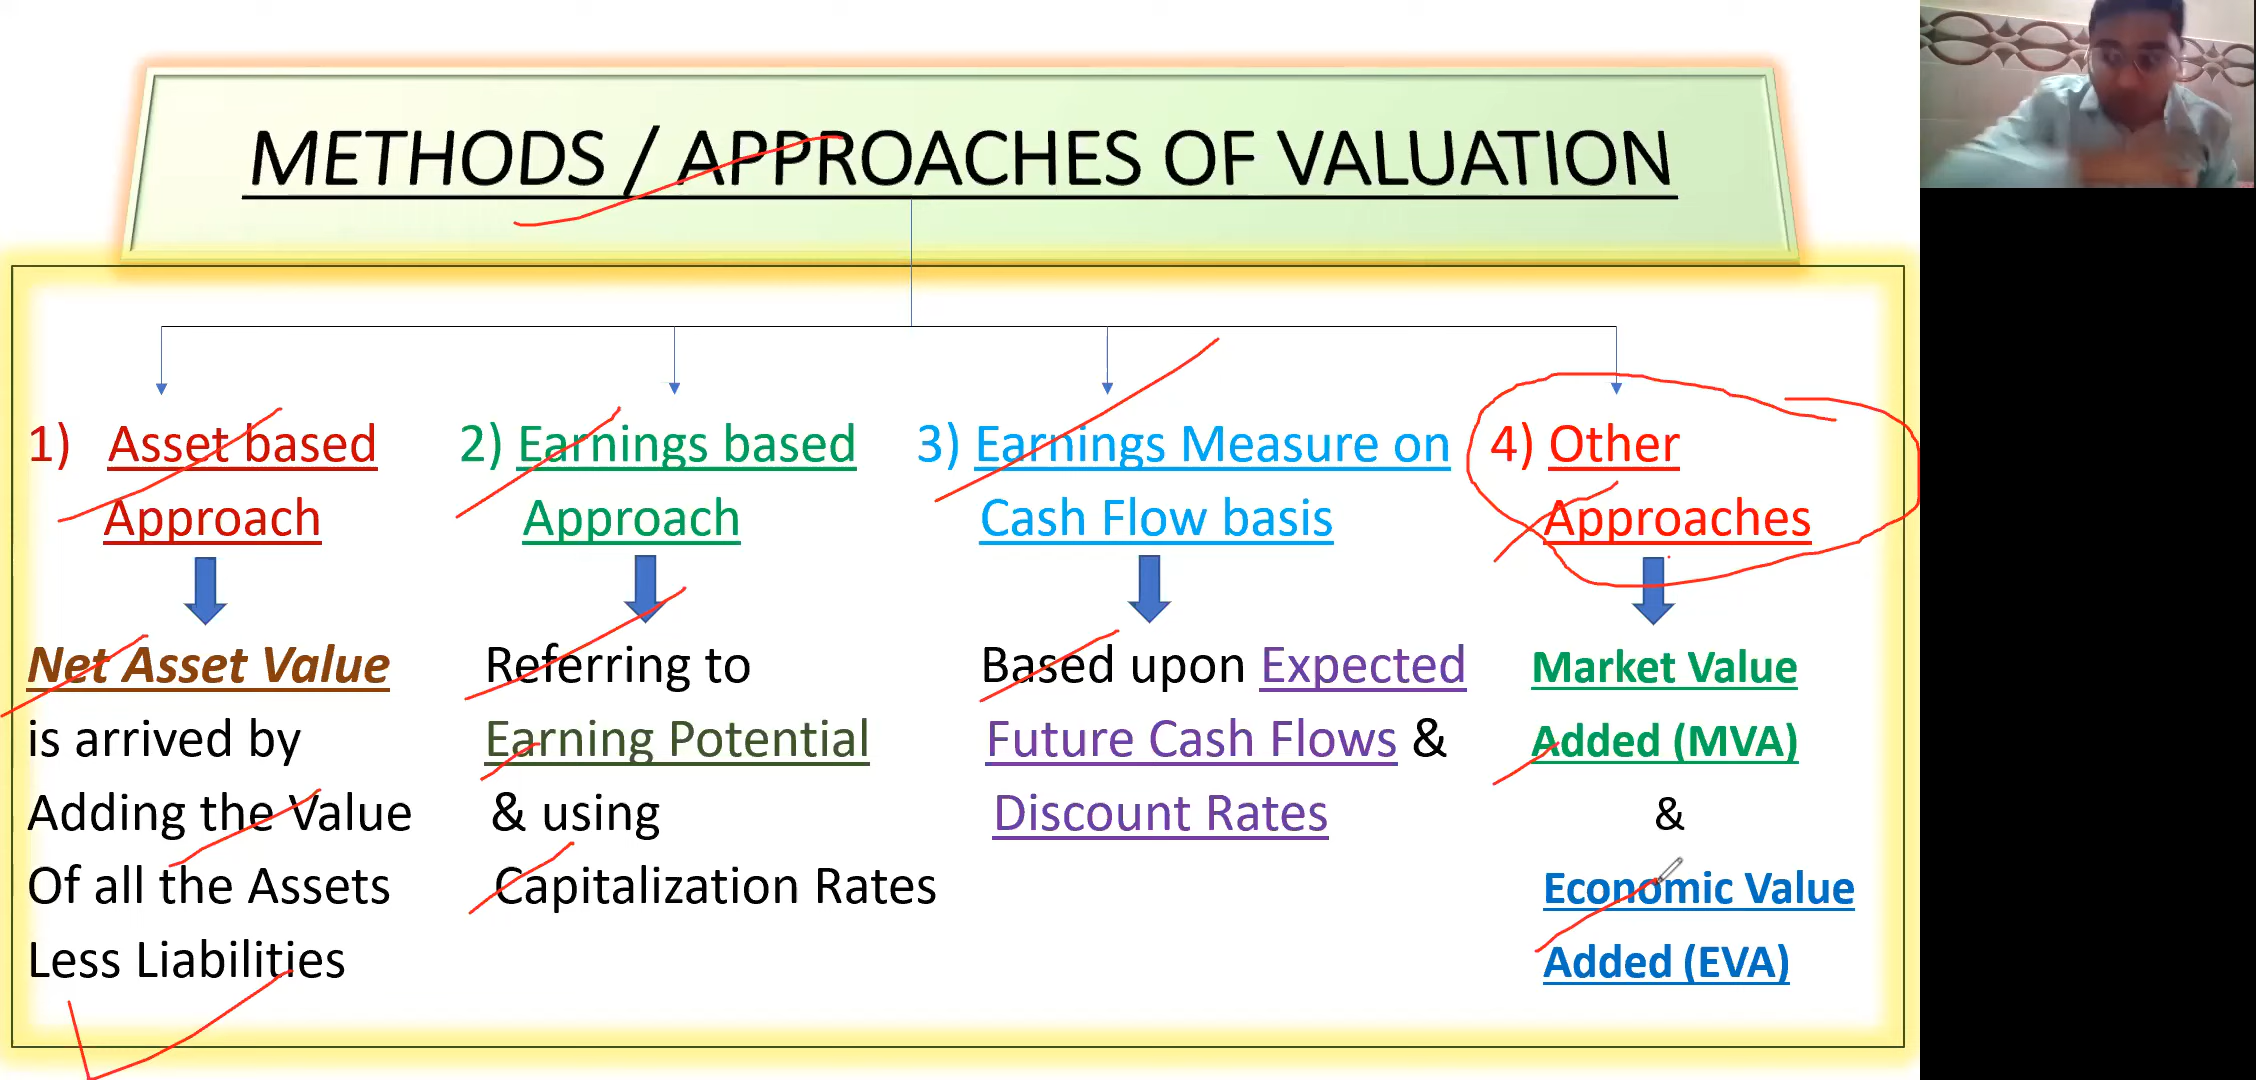 METHODS / APPROACHES OF VALUATION
1) Asset based
Approach
Net Asset Value
is arrived by
Adding the Value
Of all the Assets
Less Liabilities
2) Earnings based
Approach
Referring to
Earning Potential
& using
Capitalization Rates
3) Earnings Measure on
Cash Flow basis
Based upon Expected
Future Cash Flows &
Discount Rates
4) Other
Approaches
Market Value
Added (MVA)
&
Economic Value
Added (EVA)